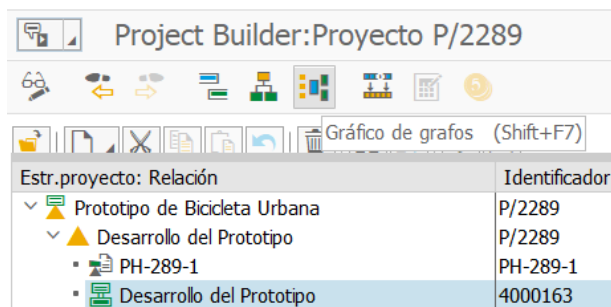 Project Builder:Proyecto P/2289
Gráfico de grafos (Shift+F7)
Estr.proyecto: Relación Identificador
Prototipo de Bicicleta Urbana P/2289
Desarrollo del Prototipo P/2289
PH-289-1 PH-289-1
Desarrollo del Prototipo 4000163